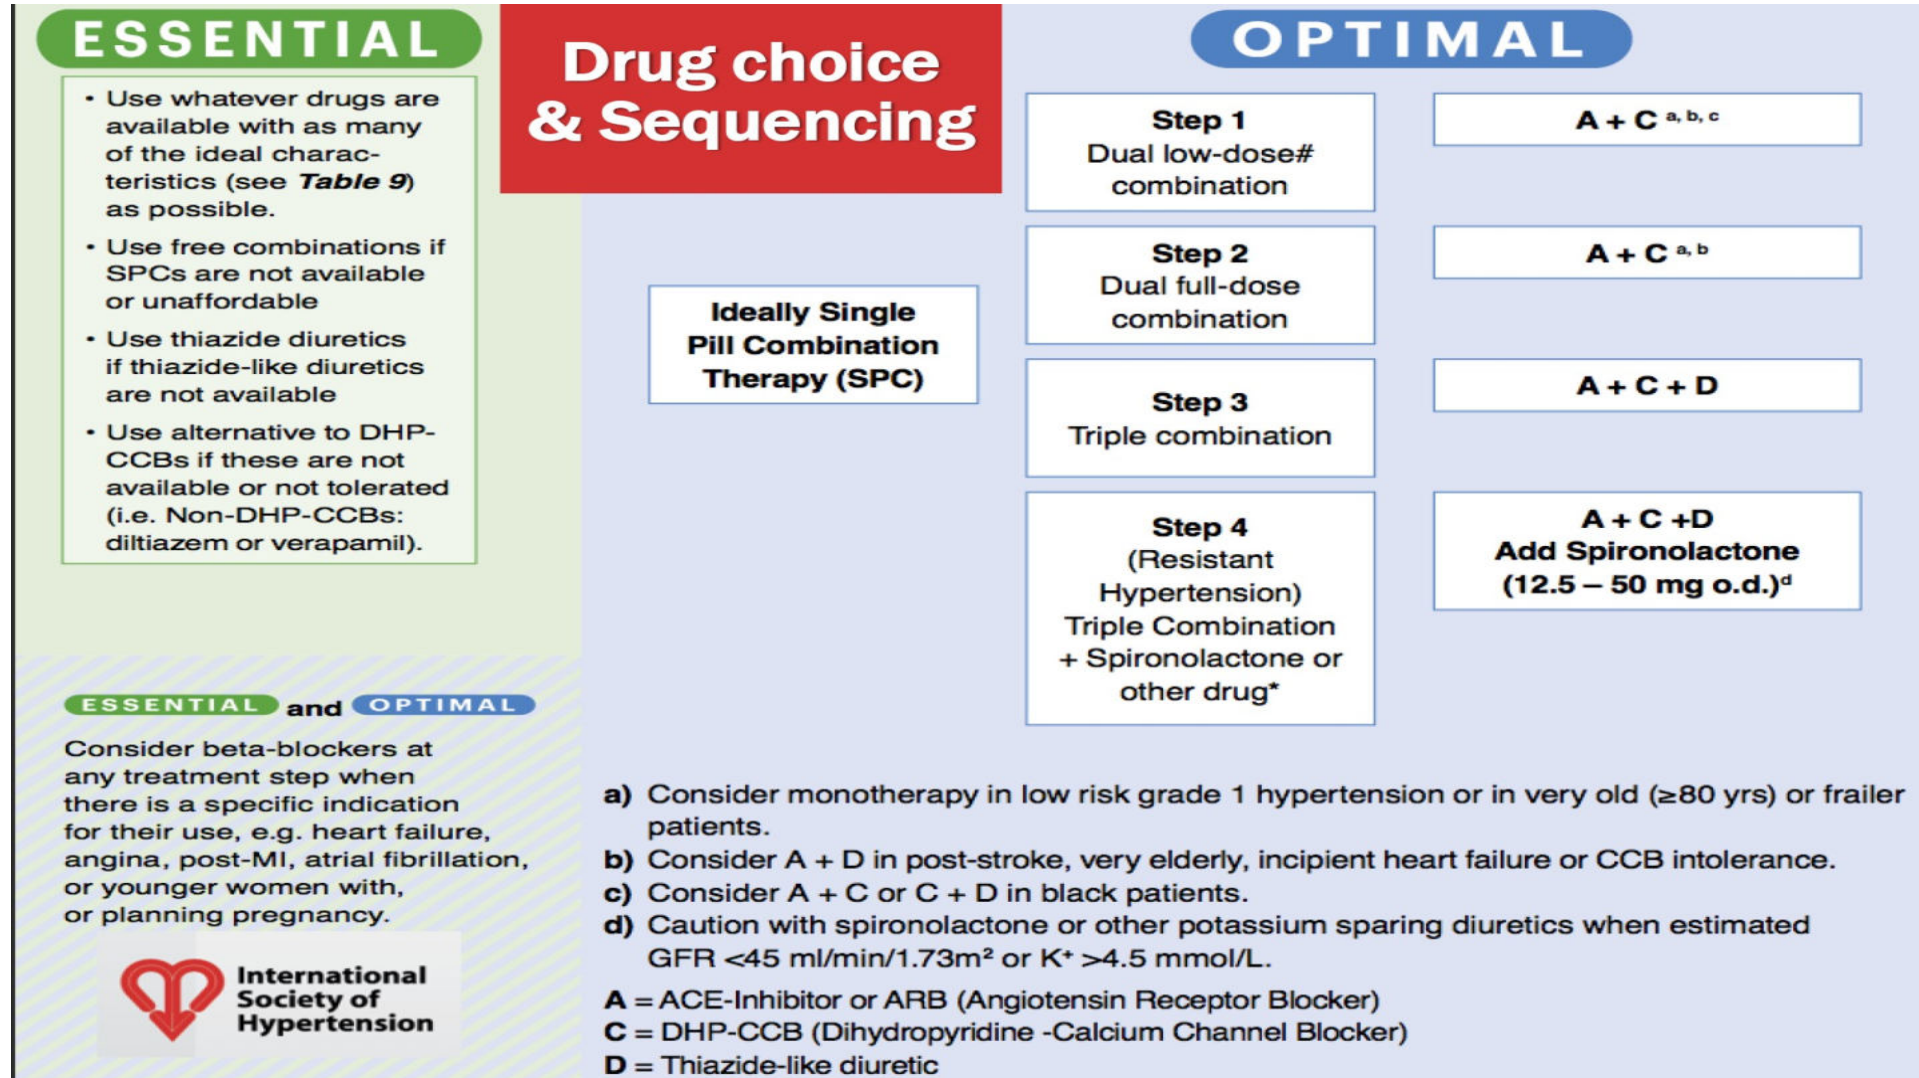 ESSENTIAL
• Use whatever drugs are
available with as many
of the ideal charac-
teristics (see Table 9)
as possible.
• Use free combinations if
SPCs are not available
or unaffordable
• Use thiazide diuretics
if thiazide-like diuretics
are not available
• Use alternative to DHP-
CCBs if these are not
available or not tolerated
(i.e. Non-DHP-CCBs:
diltiazem or verapamil).
ESSENTIAL and OPTIMAL
Consider beta-blockers at
any treatment step when
there is a specific indication
for their use, e.g. heart failure,
angina, post-MI, atrial fibrillation,
or younger women with,
or planning pregnancy.
International
Society of
Hypertension
Drug choice
& Sequencing
OPTIMAL
Ideally Single
Pill Combination
Therapy (SPC)
Step 1
Dual low-dose#
combination
A + C a, b, c
Step 2
Dual full-dose
combination
A + C a, b
Step 3
Triple combination
A + C + D
Step 4
(Resistant
Hypertension)
Triple Combination
+ Spironolactone or
other drug*
A + C +D
Add Spironolactone
(12.5 – 50 mg o.d.)d
a) Consider monotherapy in low risk grade 1 hypertension or in very old (≥80 yrs) or frailer
patients.
b) Consider A + D in post-stroke, very elderly, incipient heart failure or CCB intolerance.
c) Consider A + C or C + D in black patients.
d) Caution with spironolactone or other potassium sparing diuretics when estimated
GFR <45 ml/min/1.73m² or K⁺ >4.5 mmol/L.
A = ACE-Inhibitor or ARB (Angiotensin Receptor Blocker)
C = DHP-CCB (Dihydropyridine -Calcium Channel Blocker)
D = Thiazide-like diuretic